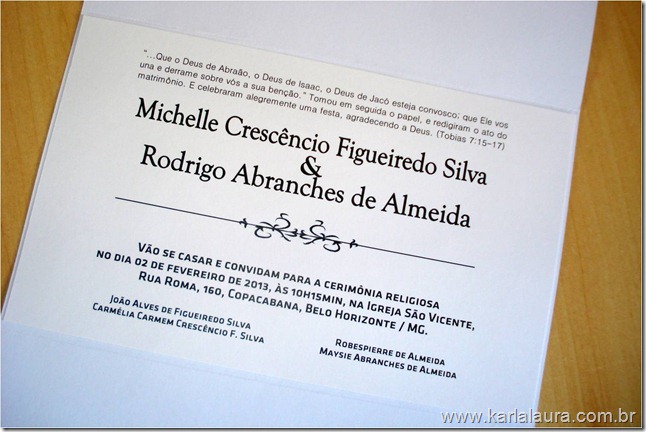 “...Que o Deus de Abraão, o Deus de Isaac, o Deus de Jacó esteja convosco; que Ele vos
una e derrame sobre vós a sua benção.” Tomou em seguida o papel, e redigiram o ato do
matrimônio. E celebraram alegremente uma festa, agradecendo a Deus. (Tobias 7:15-17)
Michelle Crescêncio Figueiredo Silva
&
Rodrigo Abranches de Almeida
Vão se casar e convidam para a cerimônia religiosa
no dia 02 de fevereiro de 2013, às 10h15min, na Igreja São Vicente,
Rua Roma, 160, Copacabana, Belo Horizonte / MG.
João Alves de Figueiredo Silva
Carmélia Carmem Crescêncio F. Silva
Robespierre de Almeida
Maysie Abranches de Almeida
www.karlalaura.com.br